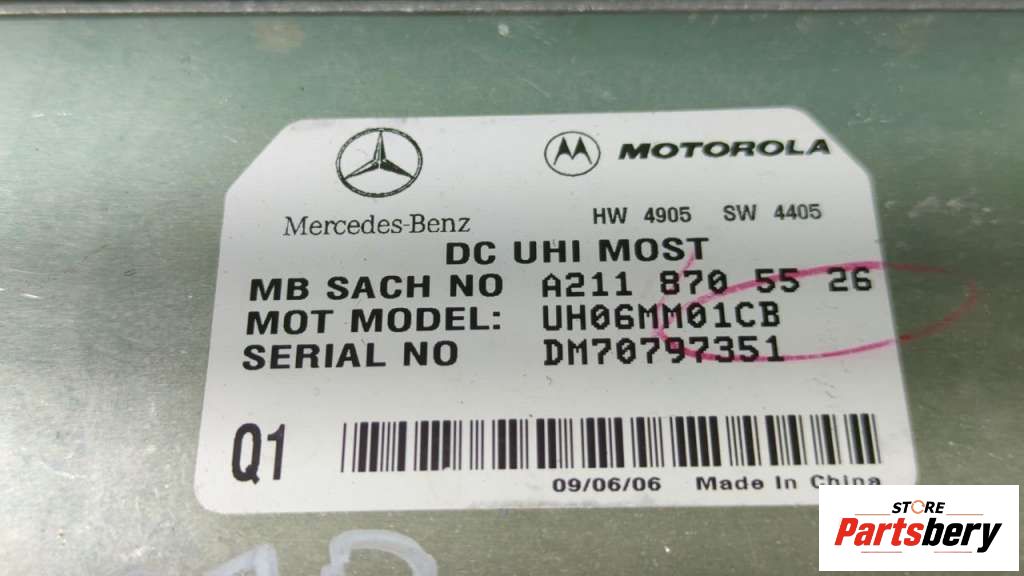 MOTOROLA
Mercedes-Benz
HW 4905 SW 4405
DC UHI MOST
MB SACH NO A211 870 55 26
MOT MODEL: UH06MM01CB
SERIAL NO DM70797351
Q1
09/06/06 Made In China
STORE
Partsbery